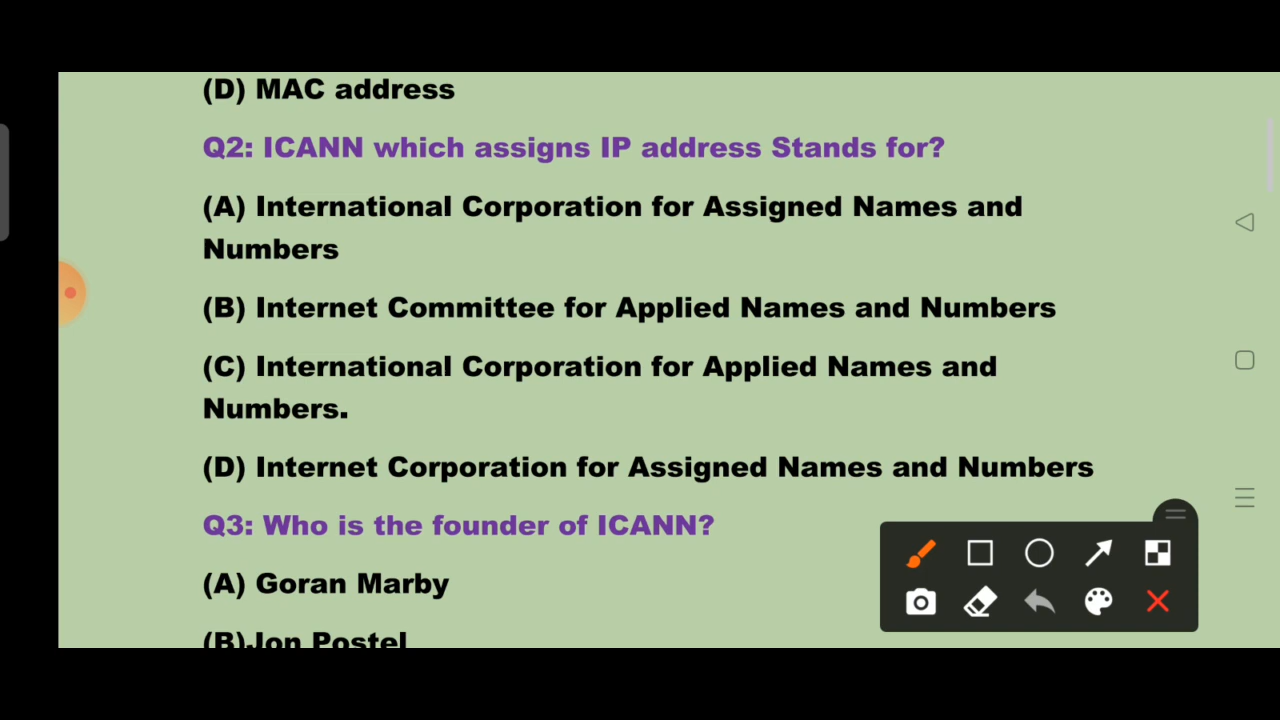 (D) MAC address
Q2: ICANN which assigns IP address Stands for?
(A) International Corporation for Assigned Names and
Numbers
(B) Internet Committee for Applied Names and Numbers
(C) International Corporation for Applied Names and
Numbers.
(D) Internet Corporation for Assigned Names and Numbers
Q3: Who is the founder of ICANN?
(A) Goran Marby
(B).Jon Postel